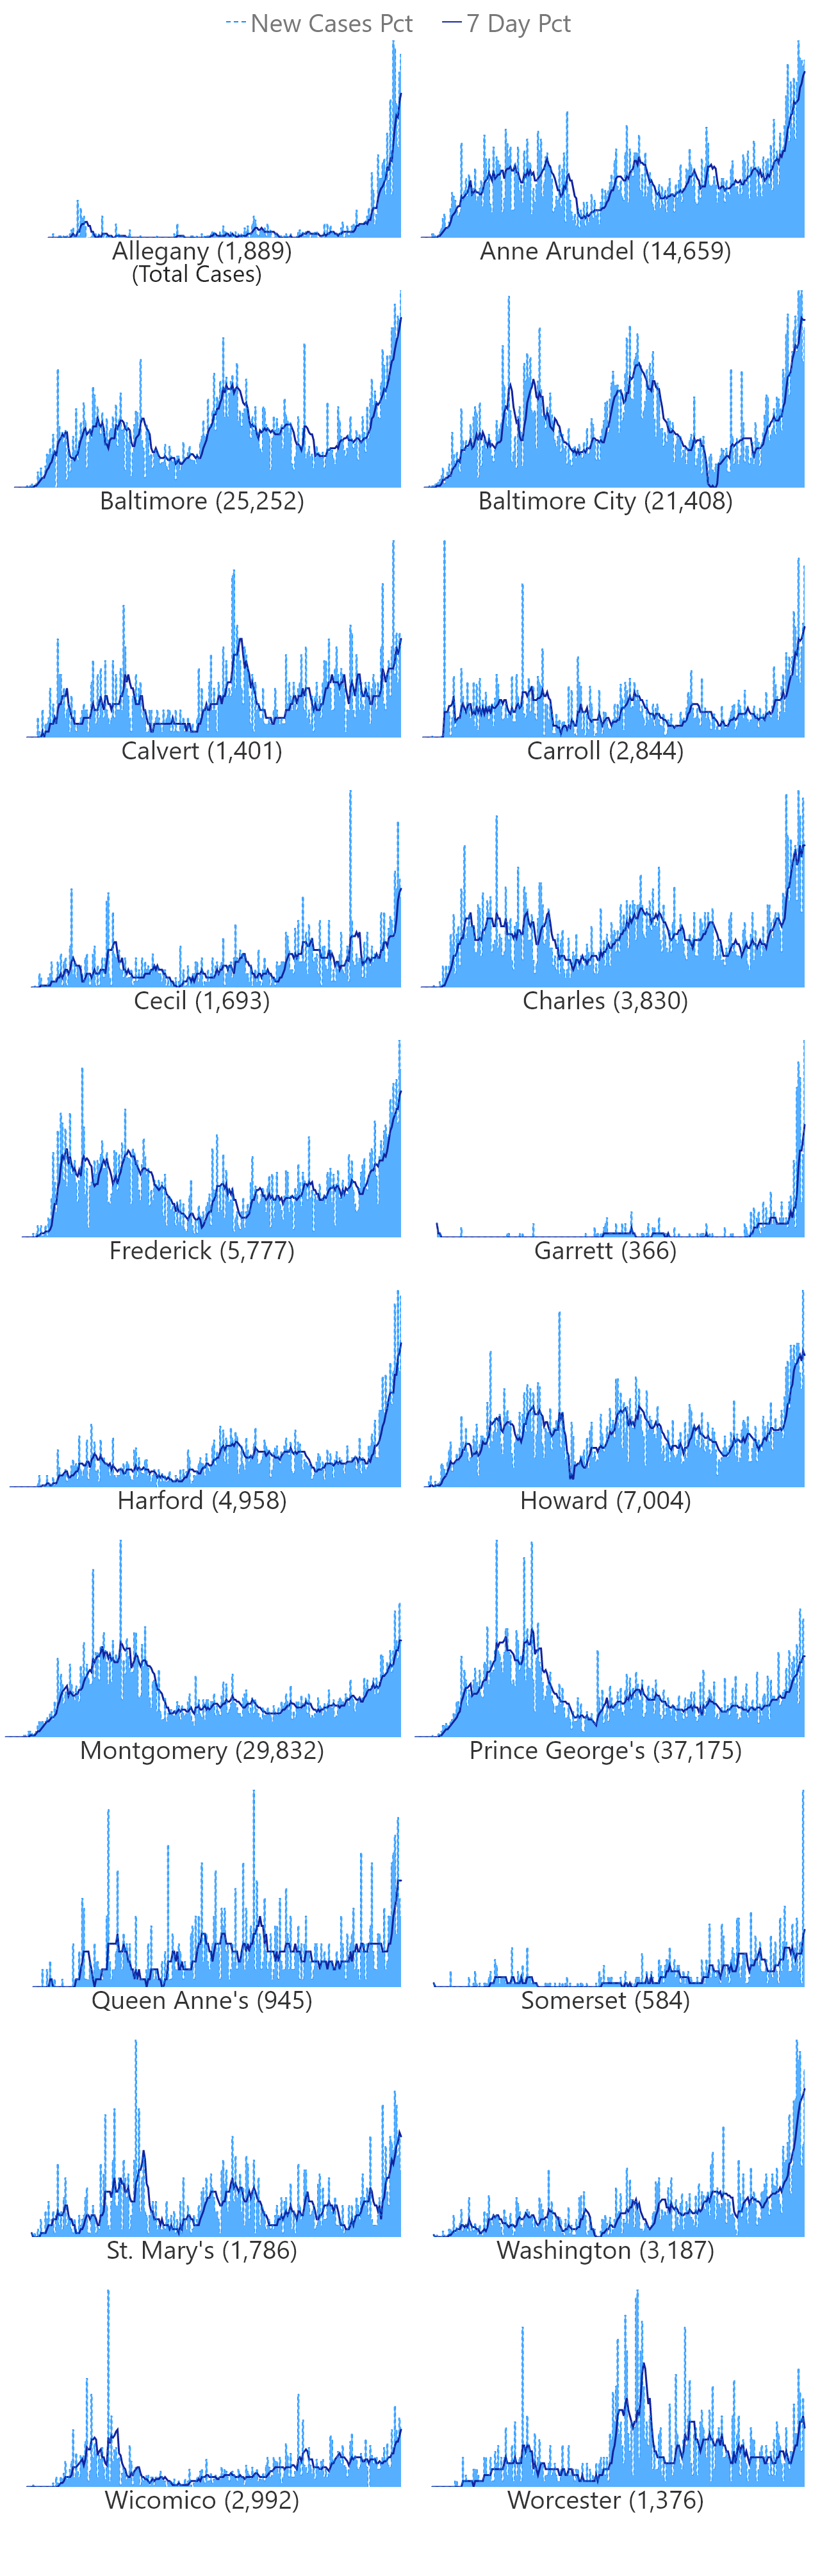 New Cases Pct 7 Day Pct
Allegany (1,889) Anne Arundel (14,659)
(Total Cases)
Baltimore (25,252) Baltimore City (21,408)
Calvert (1,401) Carroll (2,844)
Cecil (1,693) Charles (3,830)
Frederick (5,777) Garrett (366)
Harford (4,958) Howard (7,004)
Montgomery (29,832) Prince George's (37,175)
Queen Anne's (945) Somerset (584)
St. Mary's (1,786) Washington (3,187)
Wicomico (2,992) Worcester (1,376)